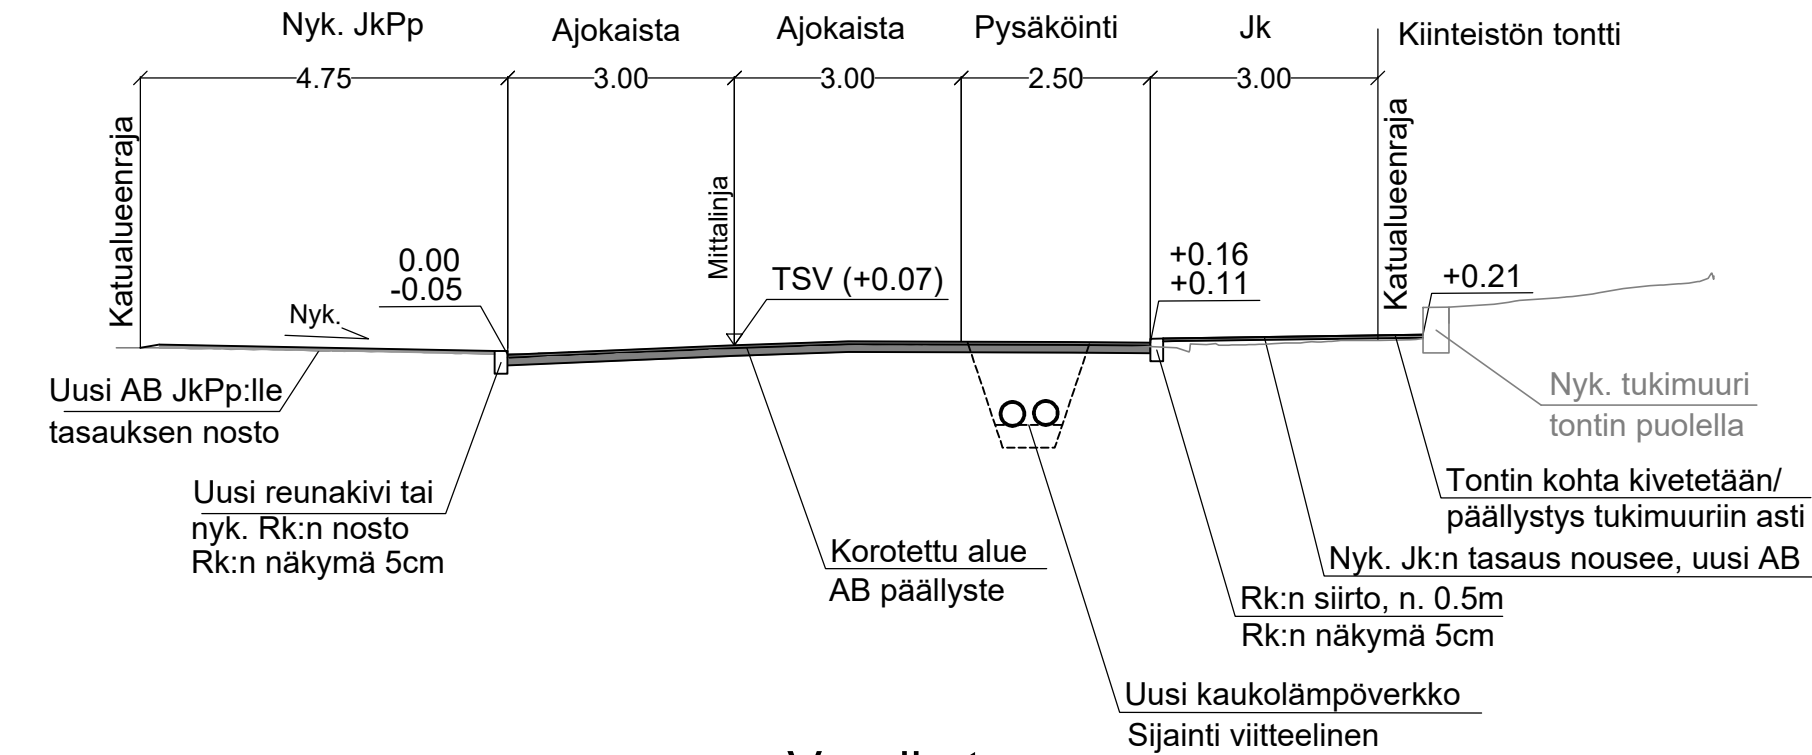 Nyk. JkPp
Ajokaista
Ajokaista
Pysäköinti
Jk
Kiinteistön tontti
4.75
3.00
3.00
2.50
3.00
Katualueenraja
Mittalinja
Katualueenraja
0.00
-0.05
TSV (+0.07)
+0.16
+0.11
+0.21
Nyk.
Uusi AB JkPp:lle
tasauksen nosto
Nyk. tukimuuri
tontin puolella
Uusi reunakivi tai
nyk. Rk:n nosto
Rk:n näkymä 5cm
Tontin kohta kivetetään/
päällystys tukimuuriin asti
Korotettu alue
AB päällyste
Nyk. Jk:n tasaus nousee, uusi AB
Rk:n siirto, n. 0.5m
Rk:n näkymä 5cm
Uusi kaukolämpöverkko
Sijainti viitteelinen